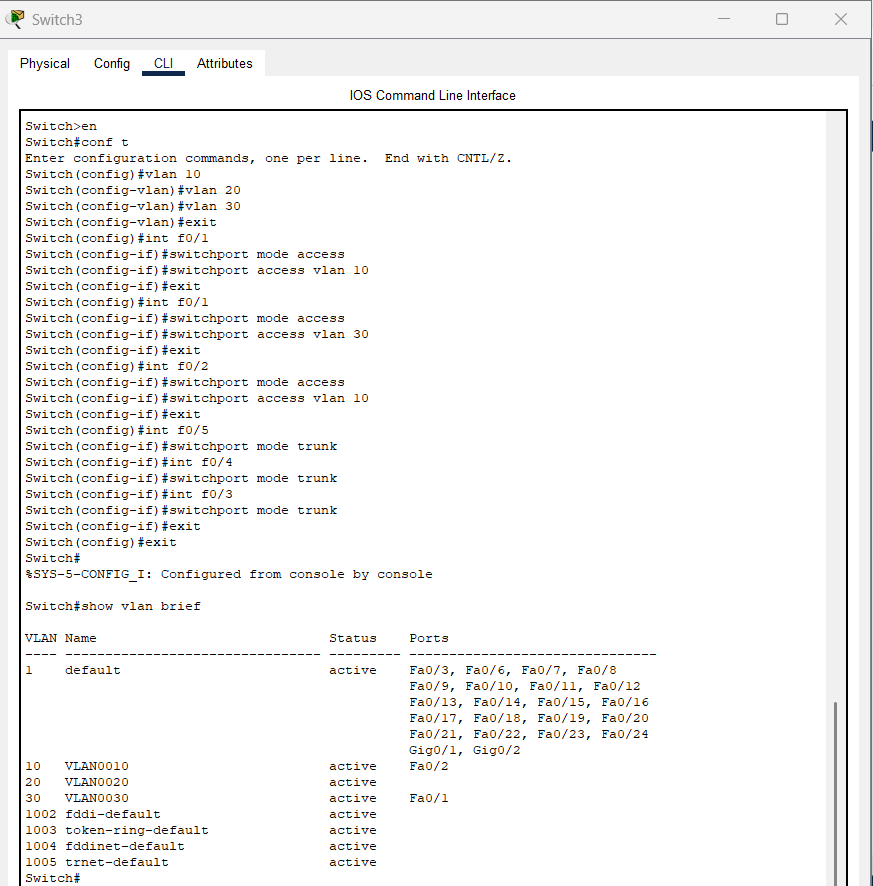 Switch3
Physical Config CLI Attributes
IOS Command Line Interface
Switch>en
Switch#conf t
Enter configuration commands, one per line.  End with CNTL/Z.
Switch(config)#vlan 10
Switch(config-vlan)#vlan 20
Switch(config-vlan)#vlan 30
Switch(config-vlan)#exit
Switch(config)#int f0/1
Switch(config-if)#switchport mode access
Switch(config-if)#switchport access vlan 10
Switch(config-if)#exit
Switch(config)#int f0/1
Switch(config-if)#switchport mode access
Switch(config-if)#switchport access vlan 30
Switch(config-if)#exit
Switch(config)#int f0/2
Switch(config-if)#switchport mode access
Switch(config-if)#switchport access vlan 10
Switch(config-if)#exit
Switch(config)#int f0/5
Switch(config-if)#switchport mode trunk
Switch(config-if)#int f0/4
Switch(config-if)#switchport mode trunk
Switch(config-if)#int f0/3
Switch(config-if)#switchport mode trunk
Switch(config-if)#exit
Switch(config)#exit
Switch#
%SYS-5-CONFIG_I: Configured from console by console
Switch#show vlan brief
VLAN Name                             Status    Ports
---- -------------------------------- --------- -------------------------------
1    default                          active    Fa0/3, Fa0/6, Fa0/7, Fa0/8
                                                Fa0/9, Fa0/10, Fa0/11, Fa0/12
                                                Fa0/13, Fa0/14, Fa0/15, Fa0/16
                                                Fa0/17, Fa0/18, Fa0/19, Fa0/20
                                                Fa0/21, Fa0/22, Fa0/23, Fa0/24
                                                Gig0/1, Gig0/2
10   VLAN0010                         active    Fa0/2
20   VLAN0020                         active
30   VLAN0030                         active    Fa0/1
1002 fddi-default                     active
1003 token-ring-default               active
1004 fddinet-default                  active
1005 trnet-default                    active
Switch#